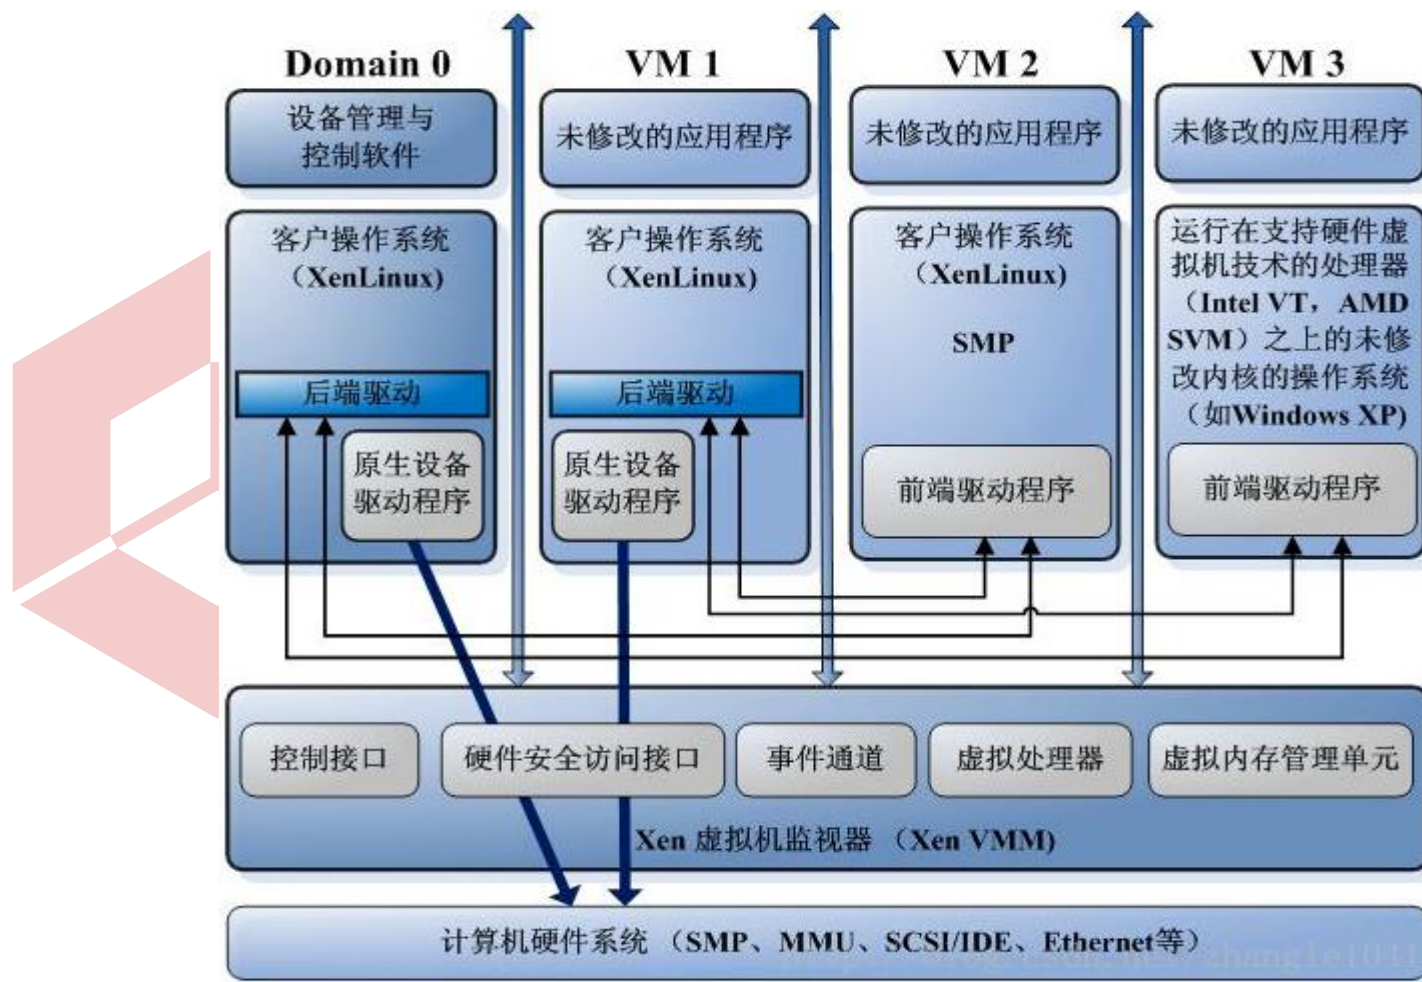 Domain 0
VM 1
VM 2
VM 3
设备管理与
控制软件
未修改的应用程序
未修改的应用程序
未修改的应用程序
客户操作系统
（XenLinux)
后端驱动
原生设备
驱动程序
客户操作系统
（XenLinux)
后端驱动
原生设备
驱动程序
客户操作系统
（XenLinux)
SMP
前端驱动程序
运行在支持硬件虚
拟机技术的处理器
（Intel VT，AMD
SVM）之上的未修
改内核的操作系统
（如Windows XP)
前端驱动程序
控制接口
硬件安全访问接口
事件通道
虚拟处理器
虚拟内存管理单元
Xen 虚拟机监视器 （Xen VMM)
计算机硬件系统 （SMP、MMU、SCSI/IDE、Ethernet等）